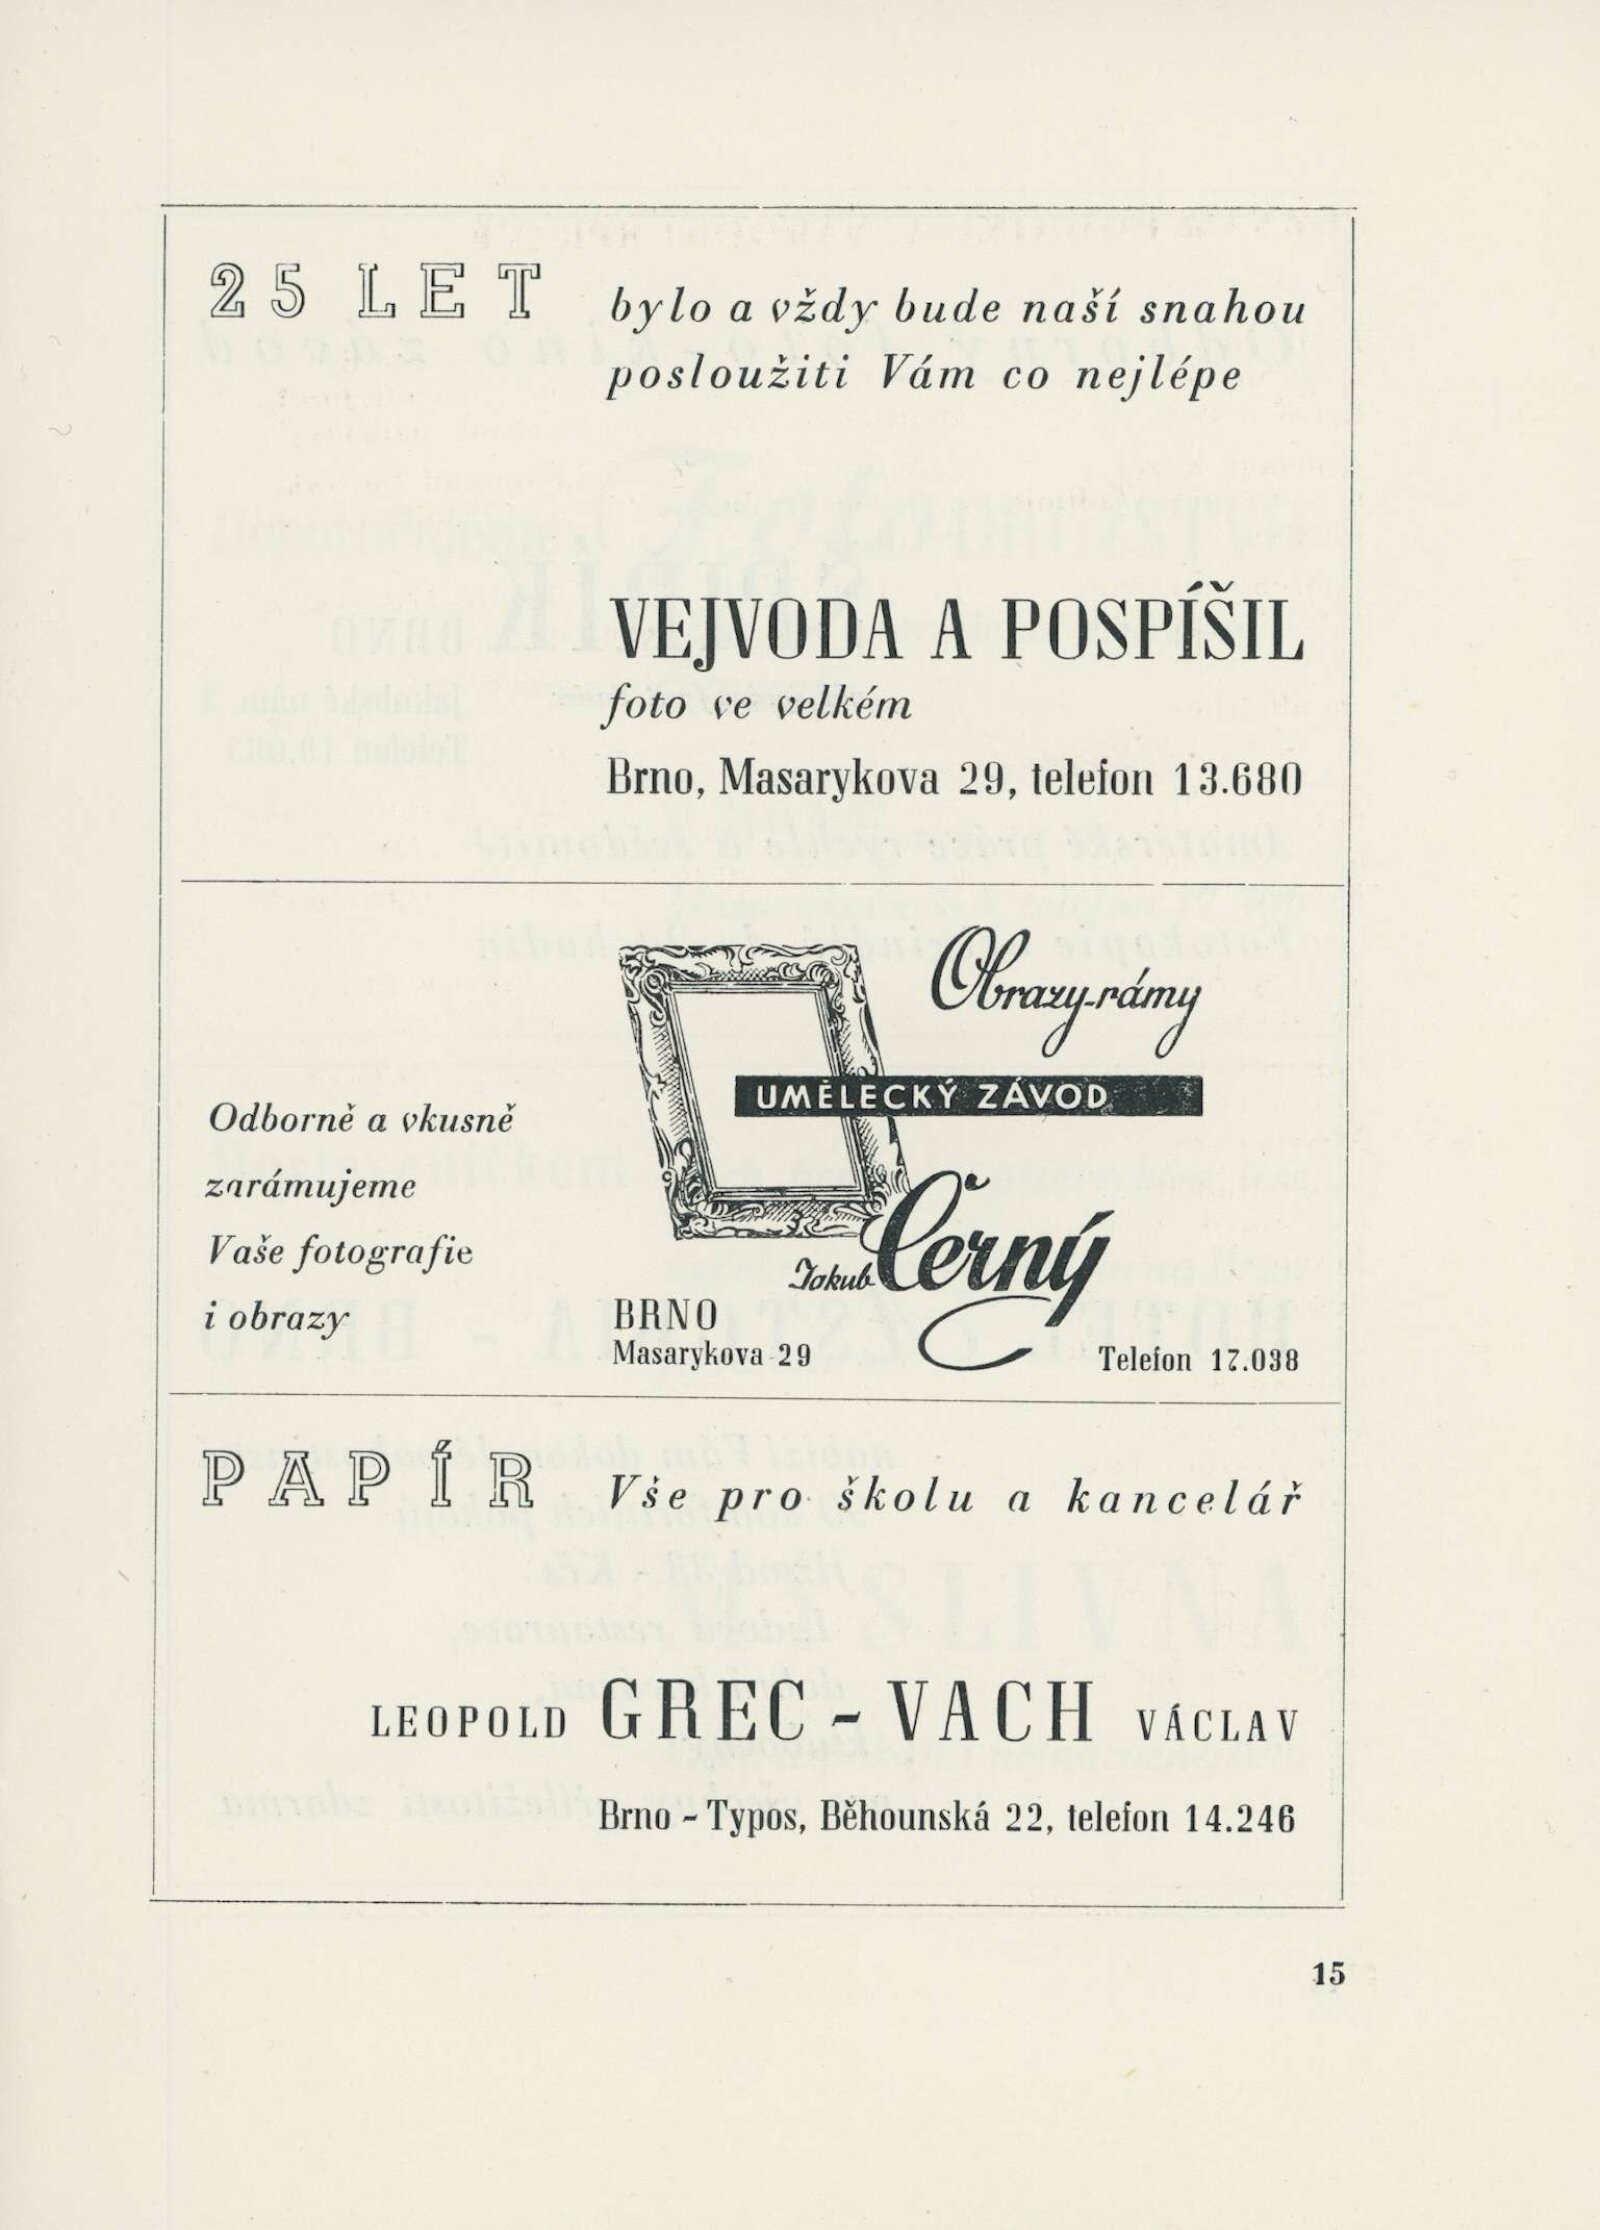 25 LET
bylo a vždy bude naší snahou
posloužiti Vám co nejlépe
VEJVODA A POSPÍŠIL
foto ve velkém
Brno, Masarykova 29, telefon 13.680
Odborně a vkusně
zarámujeme
Vaše fotografie
i obrazy
Obrazy-rámy
UMĚLECKÝ ZÁVOD
Jakub Černý
BRNO
Masarykova 29
Telefon 17.038
PAPÍR
Vše pro školu a kancelář
LEOPOLD GREC - VACH VÁCLAV
Brno - Typos, Běhounská 22, telefon 14.246
15